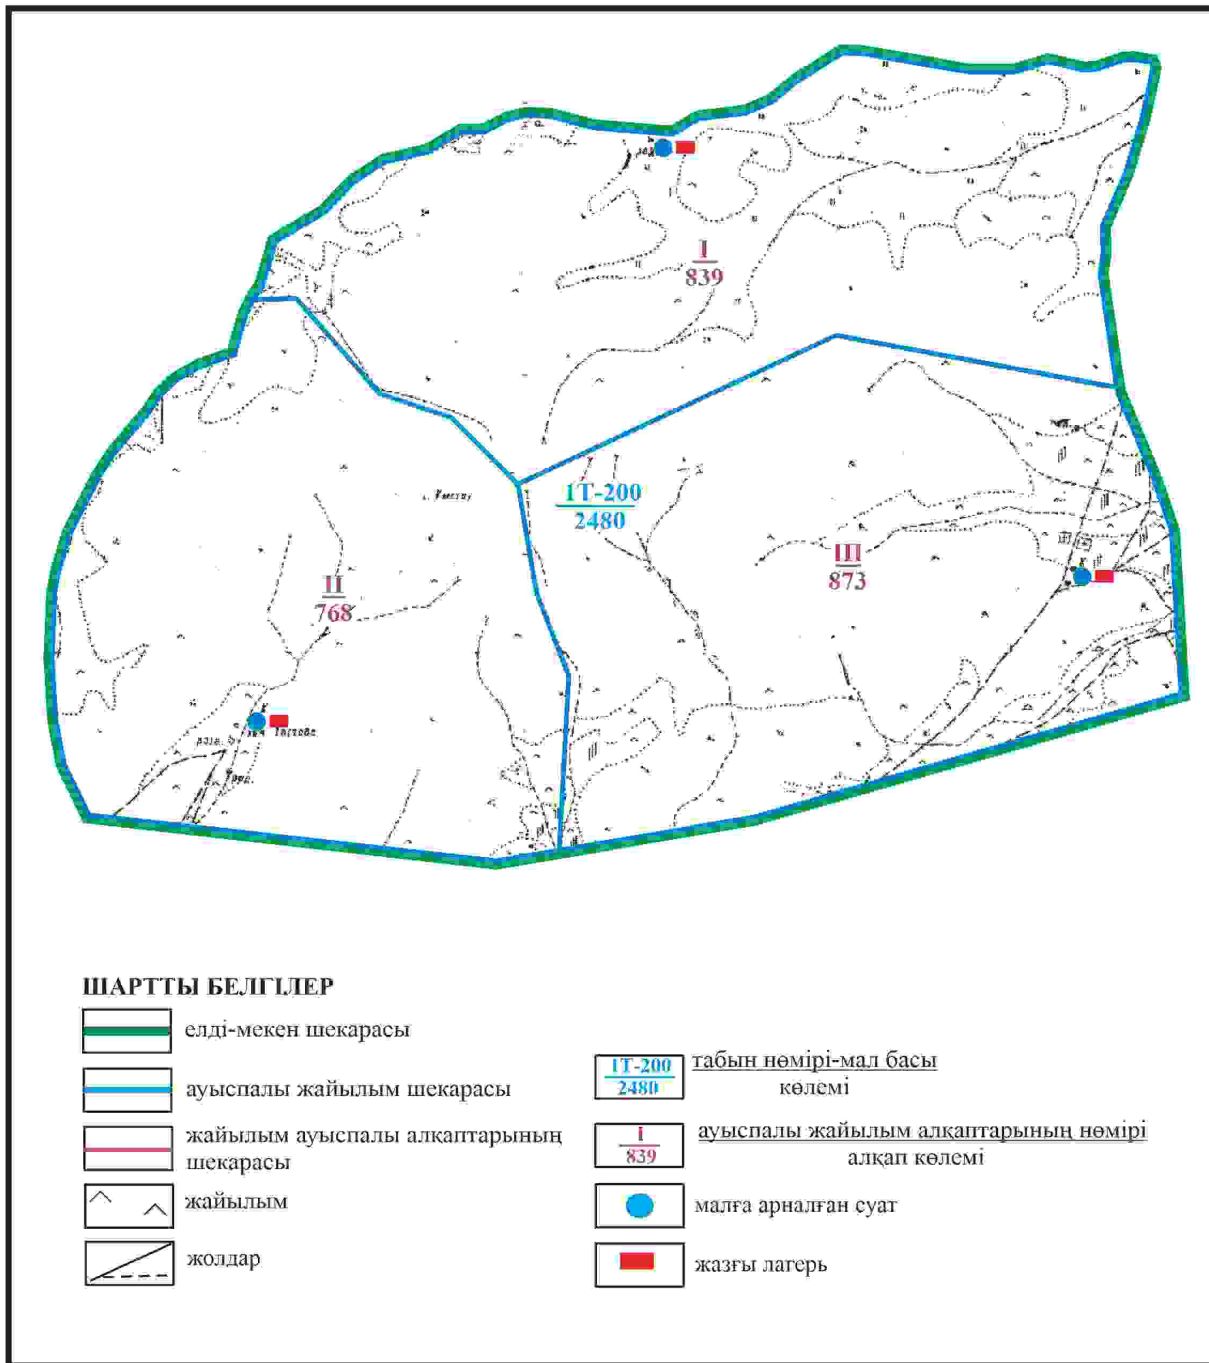 I
839
1Т-200
2480
II
768
III
873
ШАРТТЫ БЕЛГІЛЕР
елді-мекен шекарасы
ауыспалы жайылым шекарасы
жайылым ауыспалы алқаптарының
шекарасы
жайылым
жолдар
1Т-200
2480
табын нөмірі-мал басы
көлемі
I
839
ауыспалы жайылым алқаптарының нөмірі
алқап көлемі
малға арналған суат
жазғы лагерь